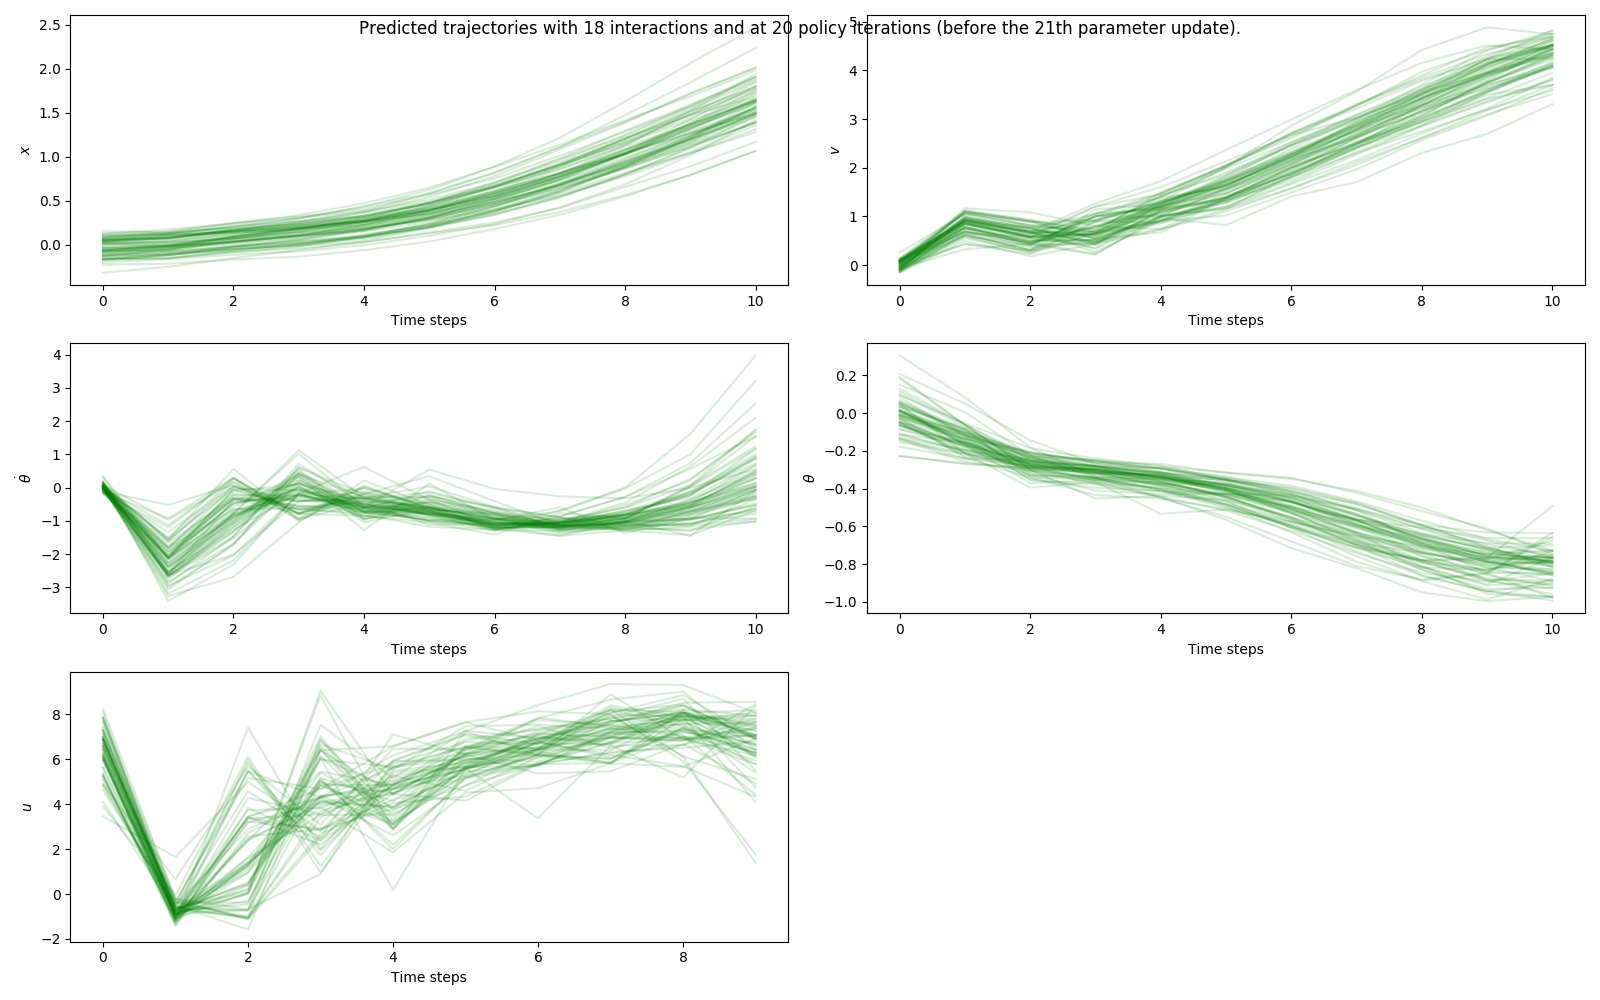 Predicted trajectories with 18 interactions and at 20 policy iterations (before the 21th parameter update).
2.5
2.0
1.5
1.0
0.5
0.0
x
0 2 4 6 8 10
Time steps
5
4
3
2
1
0
v
0 2 4 6 8 10
Time steps
4
3
2
1
0
−1
−2
−3
θ̇
0 2 4 6 8 10
Time steps
0.2
0.0
−0.2
−0.4
−0.6
−0.8
−1.0
θ
0 2 4 6 8 10
Time steps
8
6
4
2
0
−2
u
0 2 4 6 8
Time steps